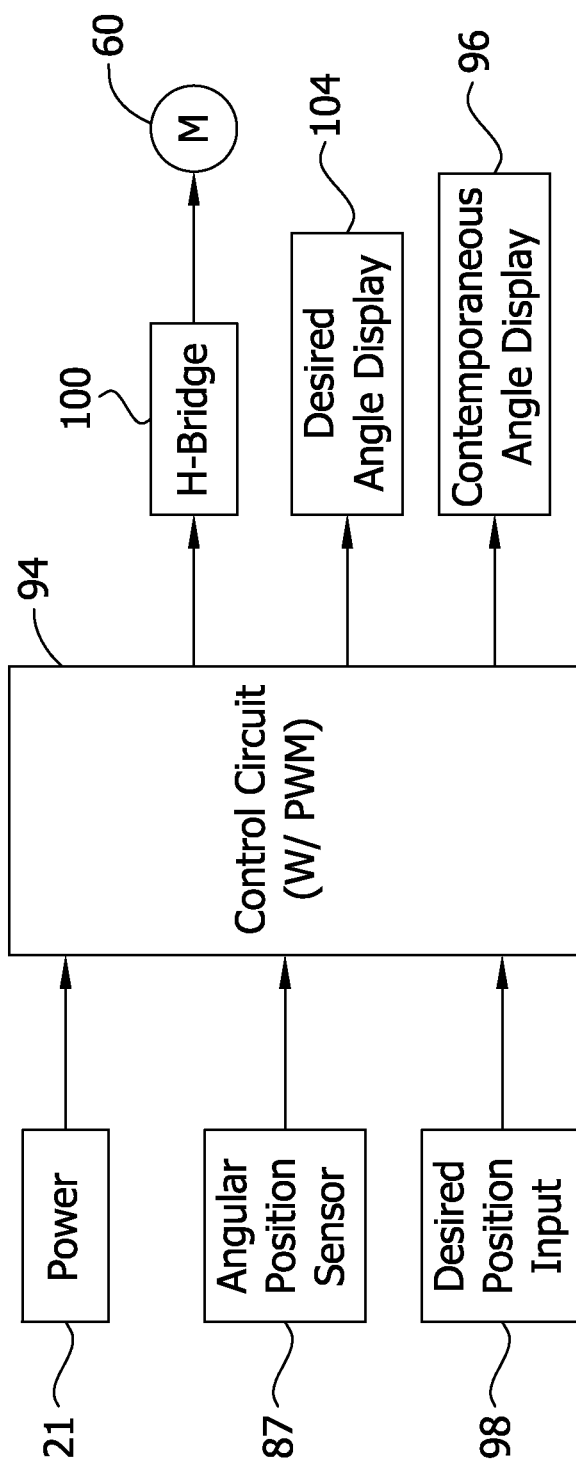 21
Power
87
Angular
Position
Sensor
98
Desired
Position
Input
94
Control Circuit
(W/ PWM)
100
H-Bridge
60
M
104
Desired
Angle Display
96
Contemporaneous
Angle Display